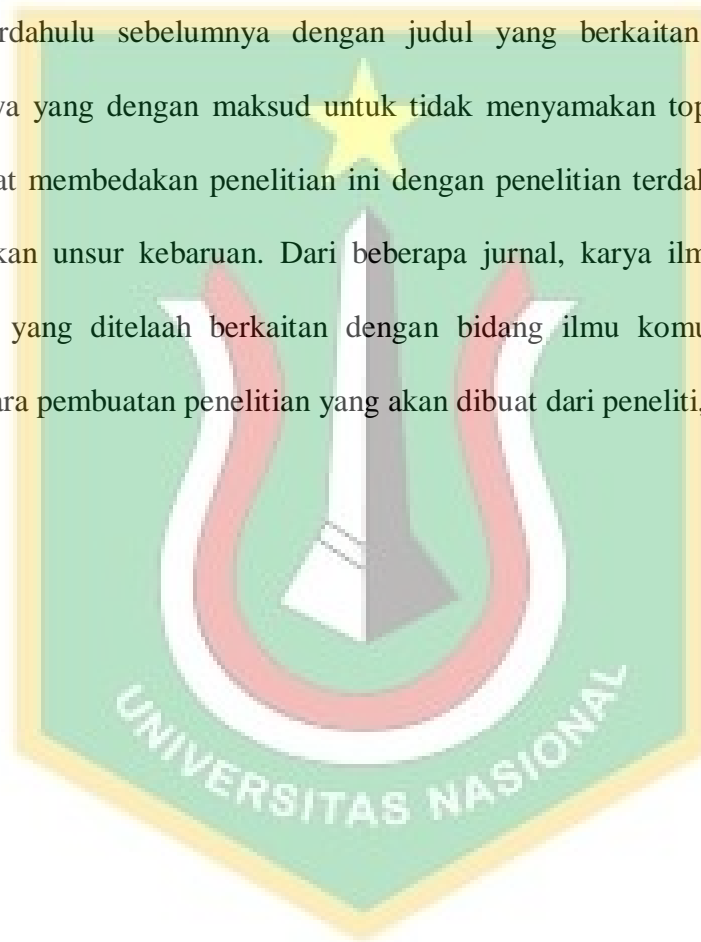 rdahulu sebelumnya dengan judul yang berkaitan
ya yang dengan maksud untuk tidak menyamakan top
at membedakan penelitian ini dengan penelitian terdah
kan unsur kebaruan. Dari beberapa jurnal, karya ilm
yang ditelaah berkaitan dengan bidang ilmu komu
ara pembuatan penelitian yang akan dibuat dari peneliti,
UNIVERSITAS NASIONAL